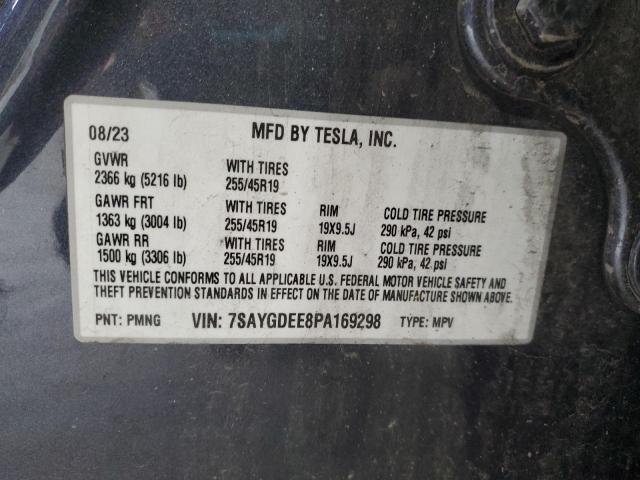 08/23 MFD BY TESLA, INC.
GVWR WITH TIRES
2366 kg (5216 lb) 255/45R19
GAWR FRT WITH TIRES RIM COLD TIRE PRESSURE
1363 kg (3004 lb) 255/45R19 19X9.5J 290 kPa, 42 psi
GAWR RR WITH TIRES RIM COLD TIRE PRESSURE
1500 kg (3306 lb) 255/45R19 19X9.5J 290 kPa, 42 psi
THIS VEHICLE CONFORMS TO ALL APPLICABLE U.S. FEDERAL MOTOR VEHICLE SAFETY AND
THEFT PREVENTION STANDARDS IN EFFECT ON THE DATE OF MANUFACTURE SHOWN ABOVE.
PNT: PMNG VIN: 7SAYGDEE8PA169298 TYPE: MPV